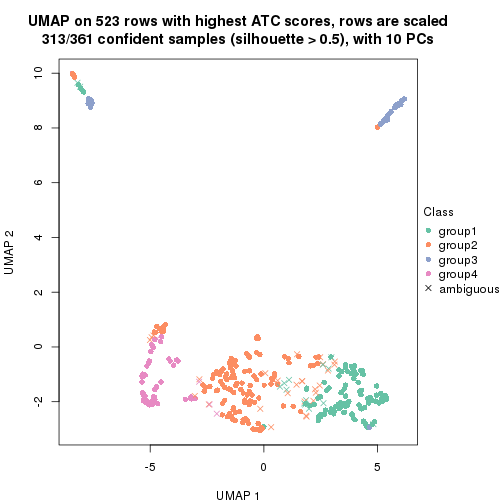 UMAP on 523 rows with highest ATC scores, rows are scaled
313/361 confident samples (silhouette > 0.5), with 10 PCs
10
8
6
4
2
0
-2
UMAP 2
-5
0
5
UMAP 1
Class
group1
group2
group3
group4
ambiguous